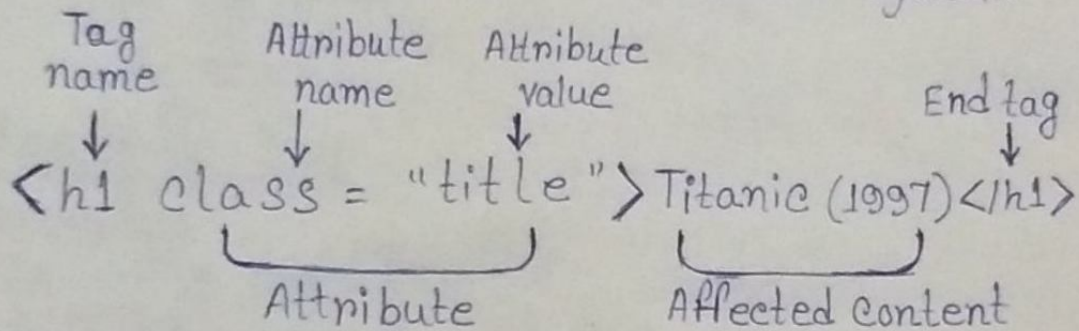 Tag Attribute Attribute
name name value End tag
<h1 class = "title">Titanic (1997)</h1>
Attribute Affected content